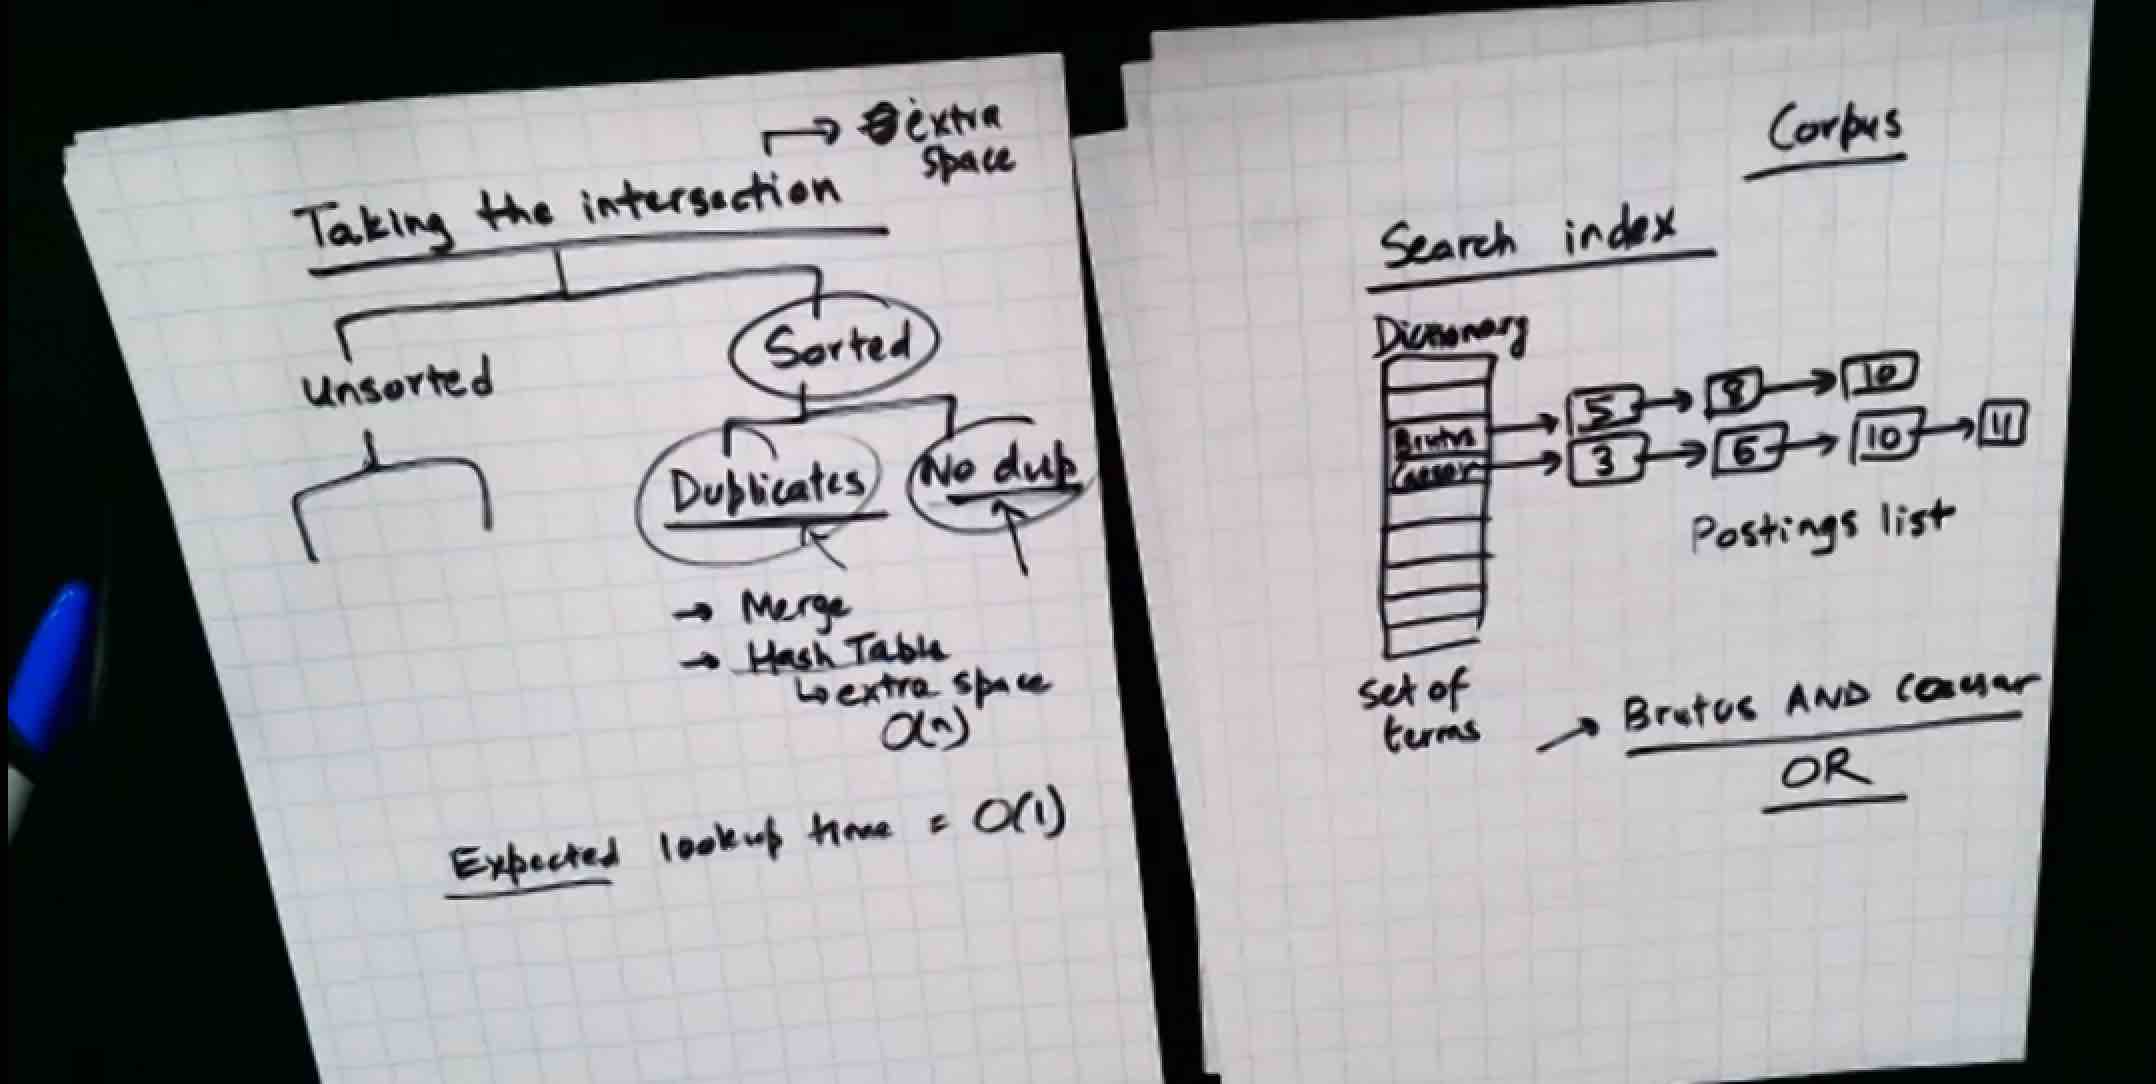 extra
space
Taking the intersection
Unsorted
Sorted
Duplicates
No dup
→ Merge
→ Hash Table
↳ extra space
O(n)
Expected lookup time = O(1)
Corpus
Search index
Dictionary
Brutus
5 → 8 → 10
Caesar
3 → 6 → 10 → 11
Postings list
set of
terms
→ Brutus AND Caesar
OR